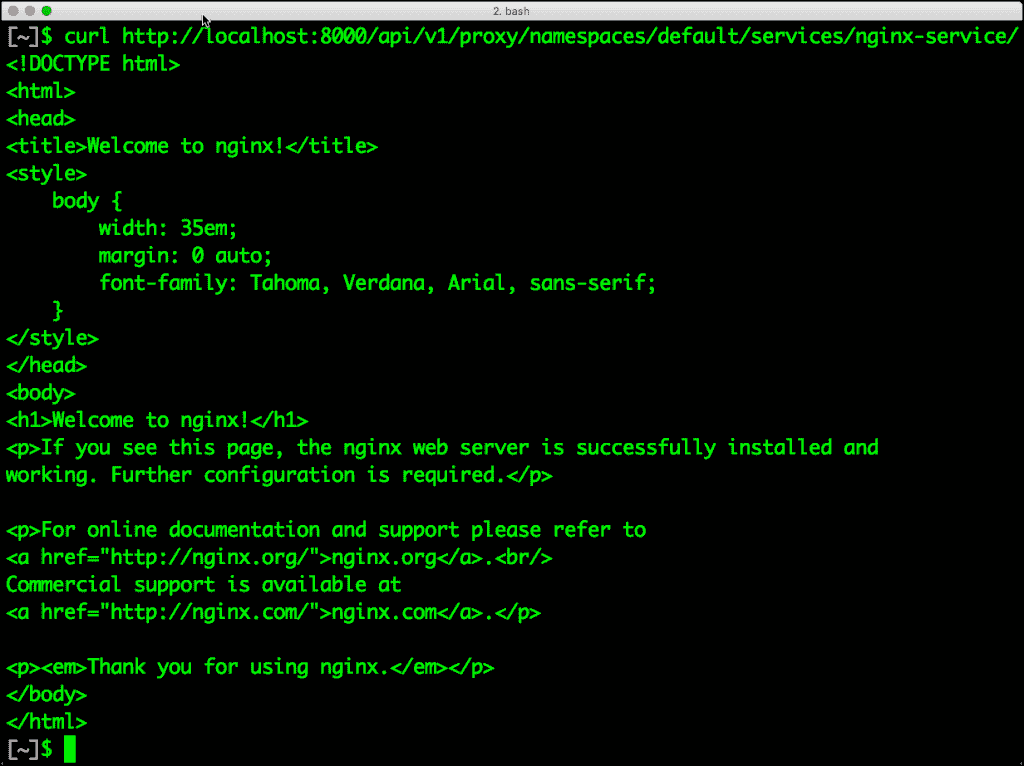 2. bash
[~]$ curl http://localhost:8000/api/v1/proxy/namespaces/default/services/nginx-service/
<!DOCTYPE html>
<html>
<head>
<title>Welcome to nginx!</title>
<style>
    body {
        width: 35em;
        margin: 0 auto;
        font-family: Tahoma, Verdana, Arial, sans-serif;
    }
</style>
</head>
<body>
<h1>Welcome to nginx!</h1>
<p>If you see this page, the nginx web server is successfully installed and
working. Further configuration is required.</p>

<p>For online documentation and support please refer to
<a href="http://nginx.org/">nginx.org</a>.<br/>
Commercial support is available at
<a href="http://nginx.com/">nginx.com</a>.</p>

<p><em>Thank you for using nginx.</em></p>
</body>
</html>
[~]$